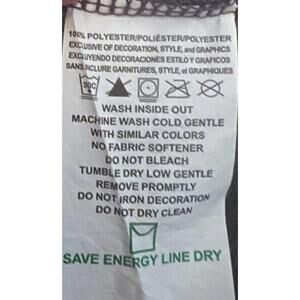 100% POLYESTER/POLIÉSTER/POLYESTER
EXCLUSIVE OF DECORATION, STYLE, and GRAPHICS
EXCLUYENDO DECORACIONES ESTILO Y GRAFICOS
SANS INCLURE GARNITURES, STYLE, et GRAPHIQUES
30C
WASH INSIDE OUT
MACHINE WASH COLD GENTLE
WITH SIMILAR COLORS
NO FABRIC SOFTENER
DO NOT BLEACH
TUMBLE DRY LOW GENTLE
REMOVE PROMPTLY
DO NOT IRON DECORATION
DO NOT DRY CLEAN
SAVE ENERGY LINE DRY